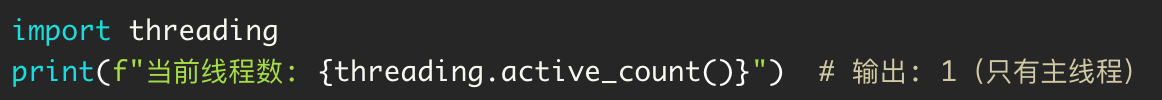 import threading
print(f"当前线程数: {threading.active_count()}")  # 输出: 1（只有主线程）